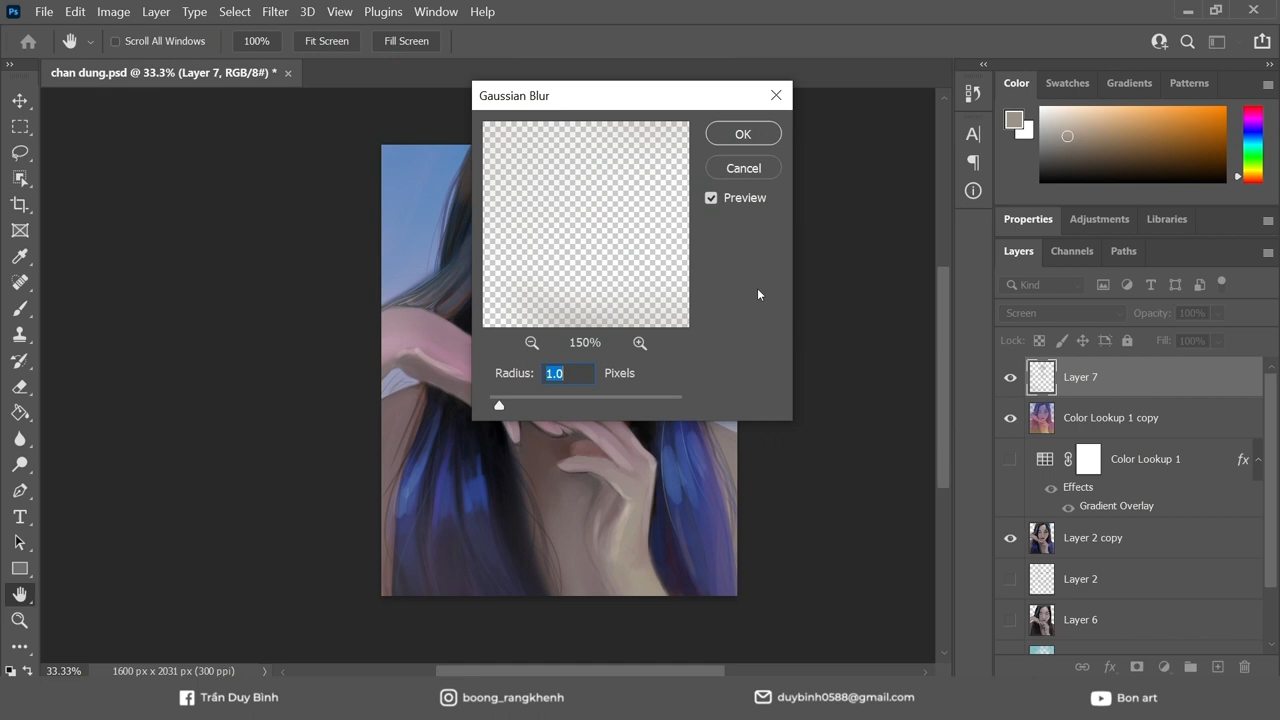 Ps File Edit Image Layer Type Select Filter 3D View Plugins Window Help
Scroll All Windows 100% Fit Screen Fill Screen
chan dung.psd @ 33.3% (Layer 7, RGB/8#) * ×
Gaussian Blur
OK
Cancel
Preview
150%
Radius: 1.0 Pixels
Color Swatches Gradients Patterns
Properties Adjustments Libraries
Layers Channels Paths
Kind
Screen Opacity: 100%
Lock: Fill: 100%
Layer 7
Color Lookup 1 copy
Color Lookup 1 fx
Effects
Gradient Overlay
Layer 2 copy
Layer 2
Layer 6
33.33% 1600 px x 2031 px (300 ppi)
Trần Duy Bình boong_rangkhenh duybinh0588@gmail.com Bon art